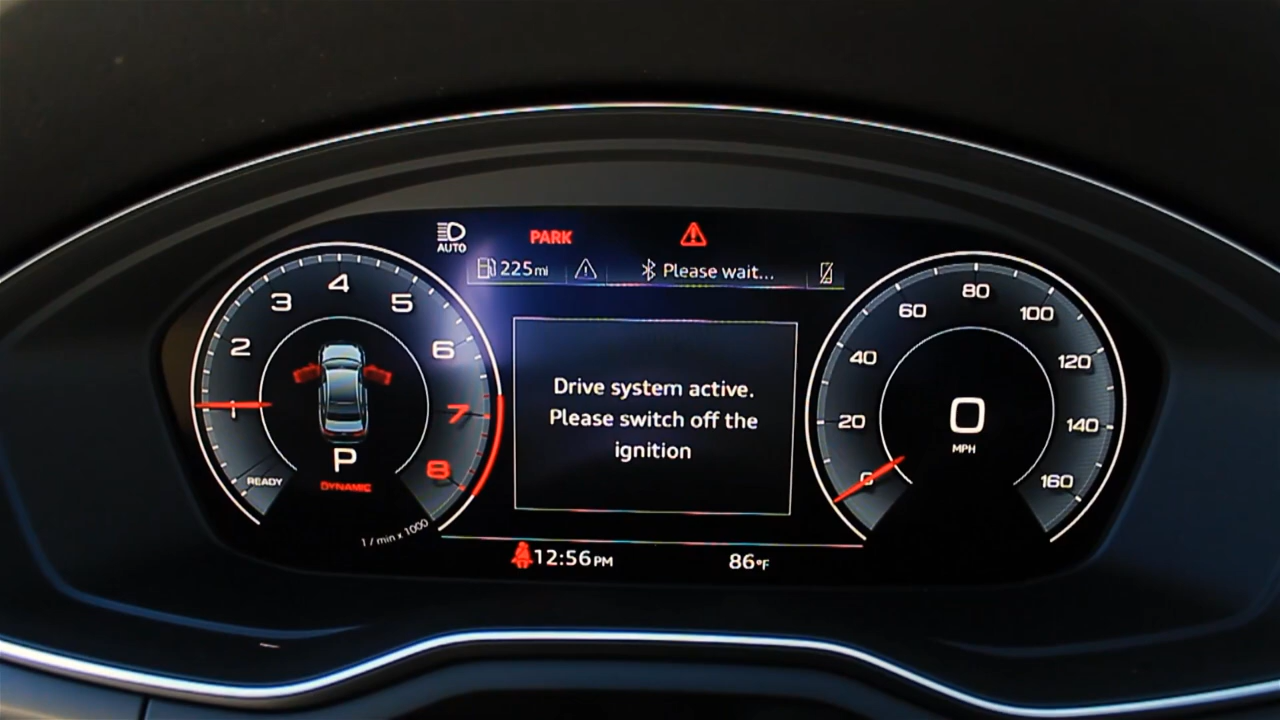 AUTO
PARK
225mi
Please wait...
1
2
3
4
5
6
7
8
READY
P
DYNAMIC
1 / min x 1000
Drive system active.
Please switch off the
ignition
0
20
40
60
80
100
120
140
160
0
MPH
12:56PM
86°F